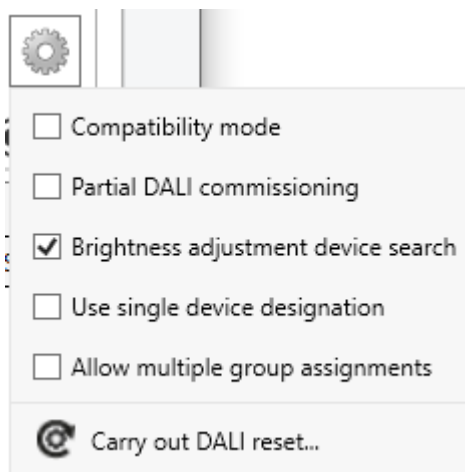 Compatibility mode
Partial DALI commissioning
Brightness adjustment device search
Use single device designation
Allow multiple group assignments
Carry out DALI reset...